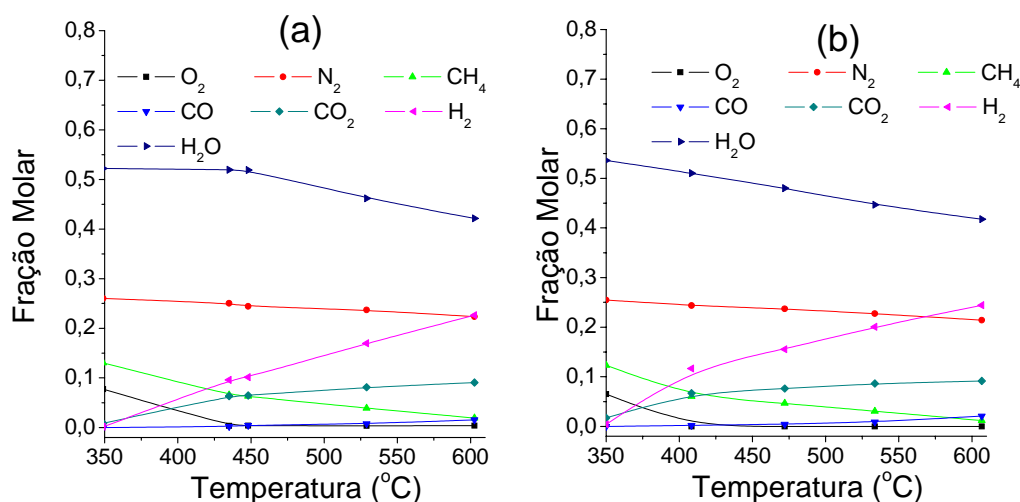 (a)
0,8
0,7
0,6
0,5
0,4
0,3
0,2
0,1
0,0
Fração Molar
O2 N2 CH4
CO CO2 H2
H2O
350 400 450 500 550 600
Temperatura (oC)
(b)
0,8
0,7
0,6
0,5
0,4
0,3
0,2
0,1
0,0
Fração Molar
O2 N2 CH4
CO CO2 H2
H2O
350 400 450 500 550 600
Temperatura (oC)